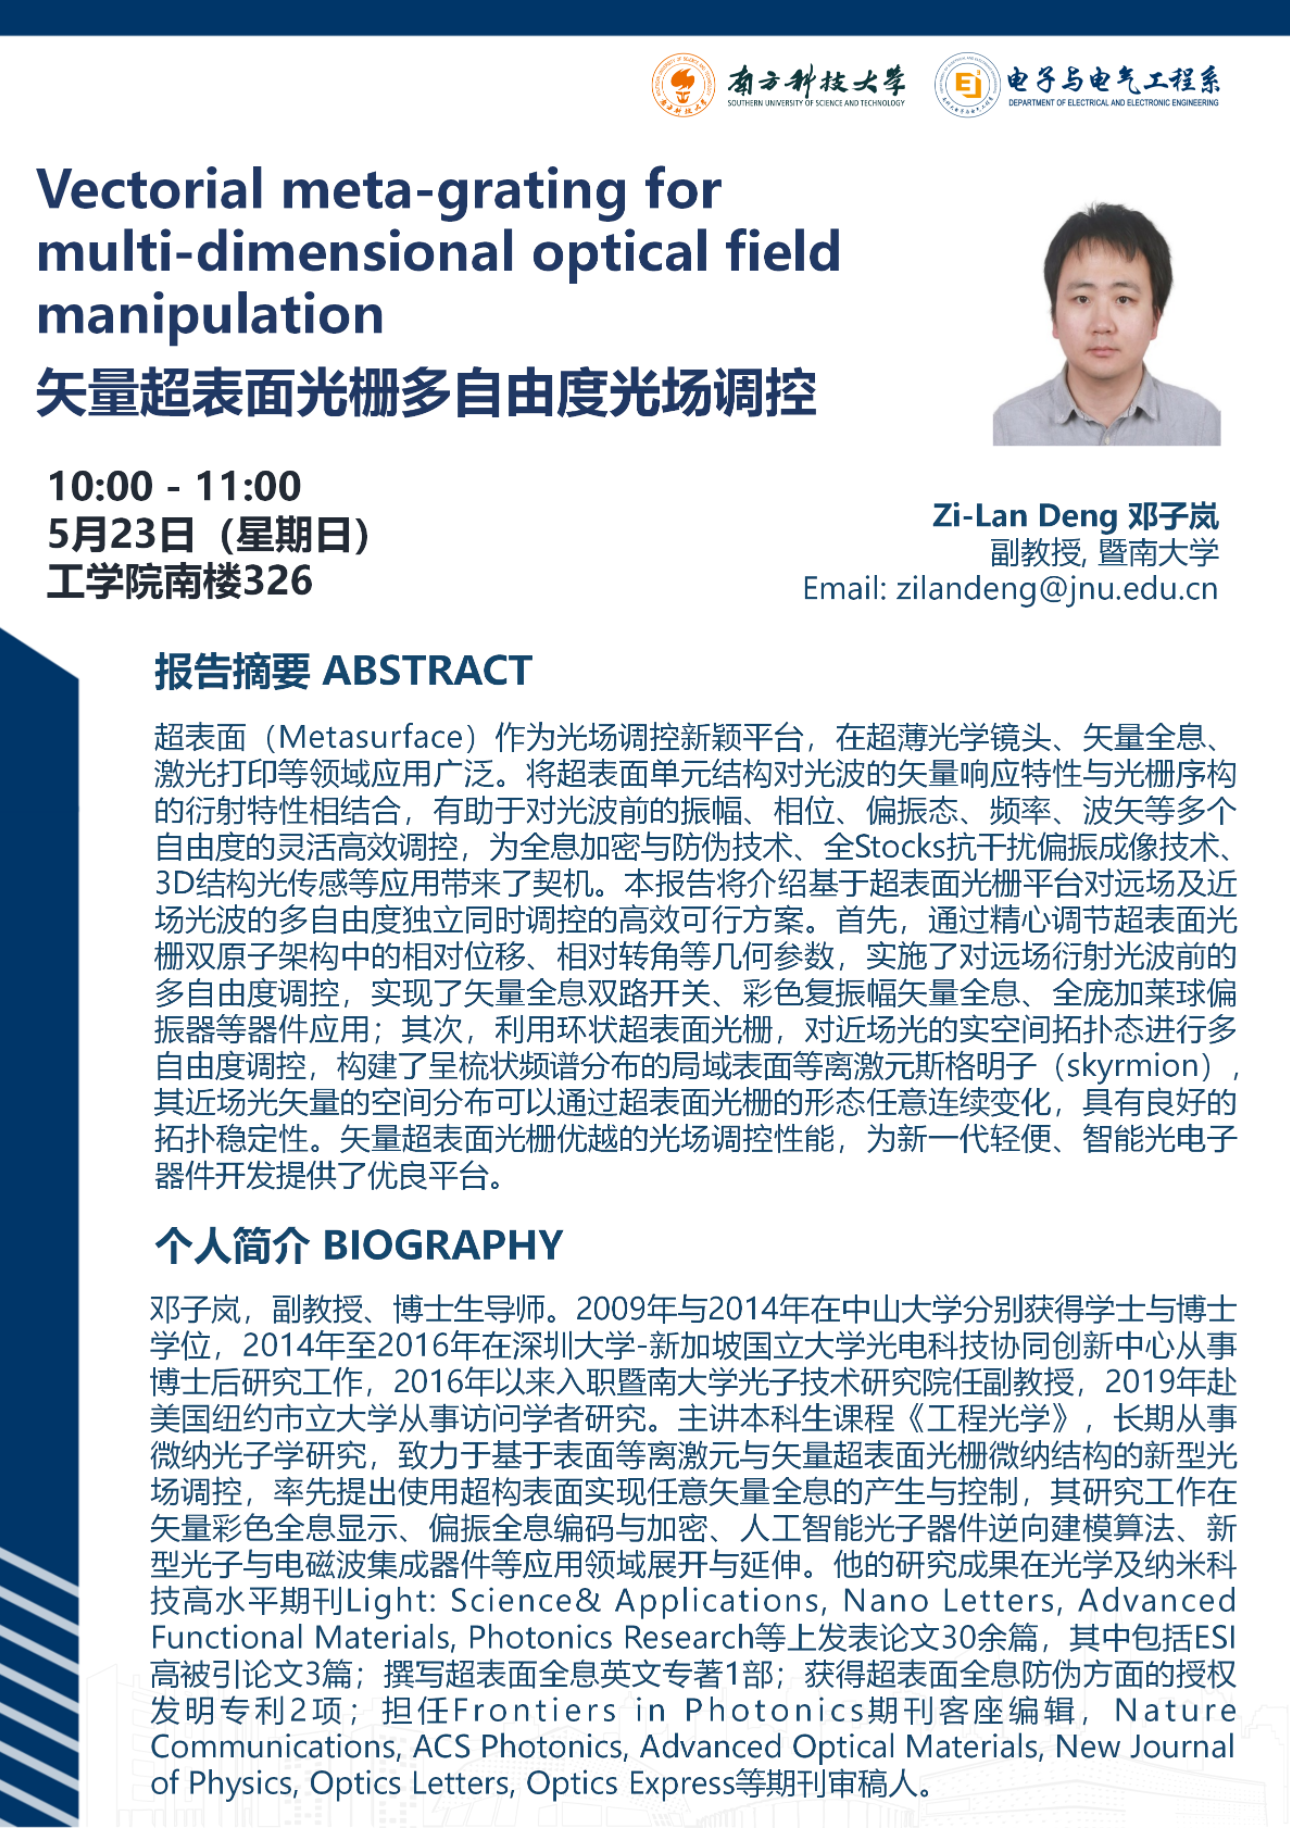 南方科技大学
SOUTHERN UNIVERSITY OF SCIENCE AND TECHNOLOGY
电子与电气工程系
DEPARTMENT OF ELECTRICAL AND ELECTRONIC ENGINEERING
Vectorial meta-grating for
multi-dimensional optical field
manipulation
矢量超表面光栅多自由度光场调控
10:00 - 11:00
5月23日（星期日）
工学院南楼326
Zi-Lan Deng 邓子岚
副教授, 暨南大学
Email: zilandeng@jnu.edu.cn
报告摘要 ABSTRACT
超表面（Metasurface）作为光场调控新颖平台，在超薄光学镜头、矢量全息、
激光打印等领域应用广泛。将超表面单元结构对光波的矢量响应特性与光栅序构
的衍射特性相结合，有助于对光波前的振幅、相位、偏振态、频率、波矢等多个
自由度的灵活高效调控，为全息加密与防伪技术、全Stocks抗干扰偏振成像技术、
3D结构光传感等应用带来了契机。本报告将介绍基于超表面光栅平台对远场及近
场光波的多自由度独立同时调控的高效可行方案。首先，通过精心调节超表面光
栅双原子架构中的相对位移、相对转角等几何参数，实施了对远场衍射光波前的
多自由度调控，实现了矢量全息双路开关、彩色复振幅矢量全息、全庞加莱球偏
振器等器件应用；其次，利用环状超表面光栅，对近场光的实空间拓扑态进行多
自由度调控，构建了呈梳状频谱分布的局域表面等离激元斯格明子（skyrmion），
其近场光矢量的空间分布可以通过超表面光栅的形态任意连续变化，具有良好的
拓扑稳定性。矢量超表面光栅优越的光场调控性能，为新一代轻便、智能光电子
器件开发提供了优良平台。
个人简介 BIOGRAPHY
邓子岚，副教授、博士生导师。2009年与2014年在中山大学分别获得学士与博士
学位，2014年至2016年在深圳大学-新加坡国立大学光电科技协同创新中心从事
博士后研究工作，2016年以来入职暨南大学光子技术研究院任副教授，2019年赴
美国纽约市立大学从事访问学者研究。主讲本科生课程《工程光学》，长期从事
微纳光子学研究，致力于基于表面等离激元与矢量超表面光栅微纳结构的新型光
场调控，率先提出使用超构表面实现任意矢量全息的产生与控制，其研究工作在
矢量彩色全息显示、偏振全息编码与加密、人工智能光子器件逆向建模算法、新
型光子与电磁波集成器件等应用领域展开与延伸。他的研究成果在光学及纳米科
技高水平期刊Light: Science& Applications, Nano Letters, Advanced
Functional Materials, Photonics Research等上发表论文30余篇，其中包括ESI
高被引论文3篇；撰写超表面全息英文专著1部；获得超表面全息防伪方面的授权
发明专利2项；担任Frontiers in Photonics期刊客座编辑，Nature
Communications, ACS Photonics, Advanced Optical Materials, New Journal
of Physics, Optics Letters, Optics Express等期刊审稿人。